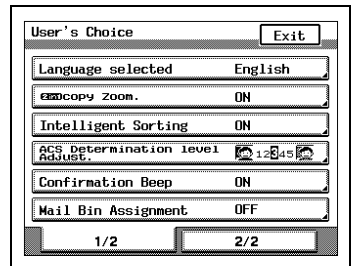 User's Choice
Exit
Language selected English
2in1copy Zoom. ON
Intelligent Sorting ON
ACS Determination level
Adjust. 12345
Confirmation Beep ON
Mail Bin Assignment OFF
1/2 2/2